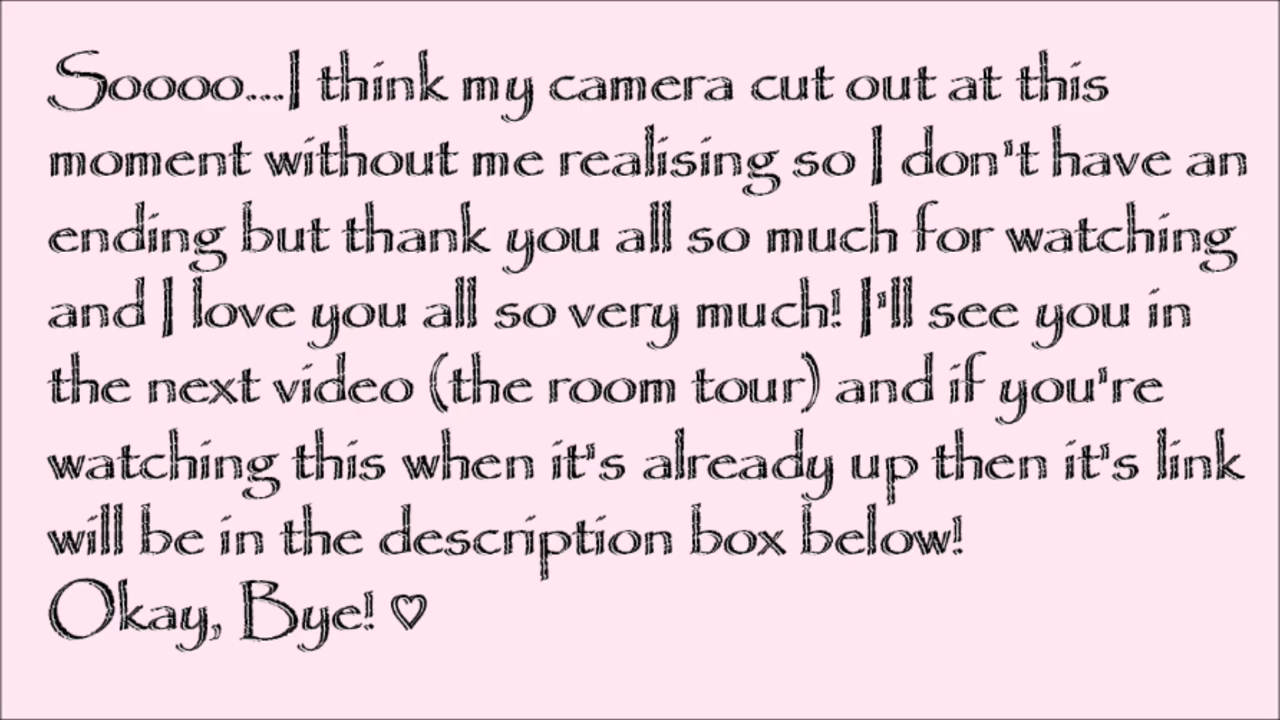 Soooo...I think my camera cut out at this
moment without me realising so I don't have an
ending but thank you all so much for watching
and I love you all so very much! I'll see you in
the next video (the room tour) and if you're
watching this when it's already up then it's link
will be in the description box below!
Okay, Bye! ♡